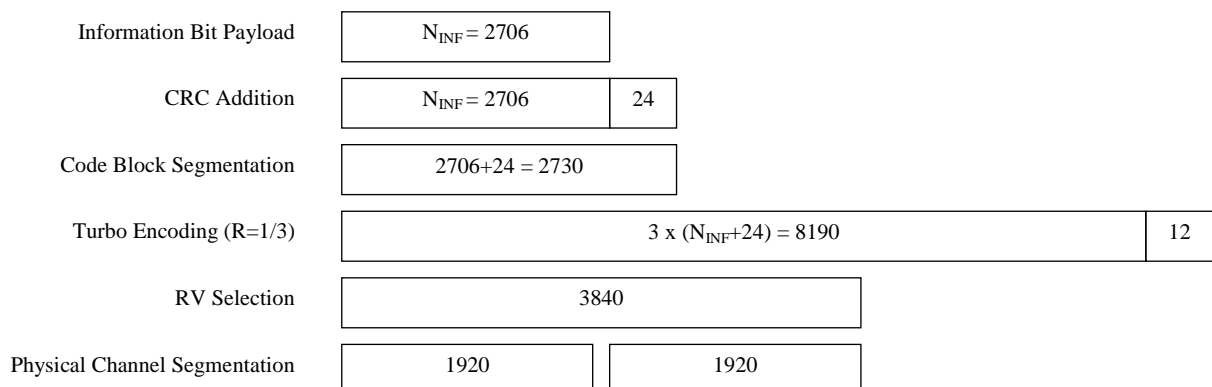 Information Bit Payload N_INF = 2706
CRC Addition N_INF = 2706 24
Code Block Segmentation 2706+24 = 2730
Turbo Encoding (R=1/3) 3 x (N_INF+24) = 8190 12
RV Selection 3840
Physical Channel Segmentation 1920 1920